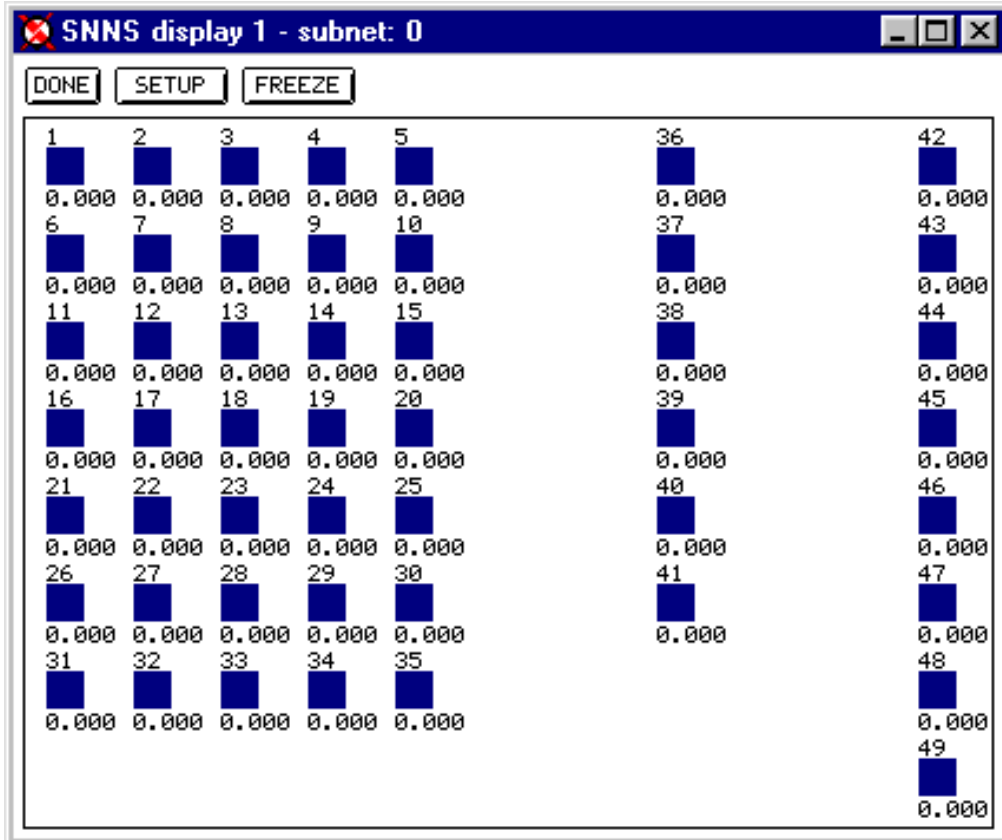 SNNS display 1 - subnet: 0
DONE SETUP FREEZE
1 2 3 4 5 36 42
0.000 0.000 0.000 0.000 0.000 0.000 0.000
6 7 8 9 10 37 43
0.000 0.000 0.000 0.000 0.000 0.000 0.000
11 12 13 14 15 38 44
0.000 0.000 0.000 0.000 0.000 0.000 0.000
16 17 18 19 20 39 45
0.000 0.000 0.000 0.000 0.000 0.000 0.000
21 22 23 24 25 40 46
0.000 0.000 0.000 0.000 0.000 0.000 0.000
26 27 28 29 30 41 47
0.000 0.000 0.000 0.000 0.000 0.000 0.000
31 32 33 34 35 48
0.000 0.000 0.000 0.000 0.000 0.000
49
0.000